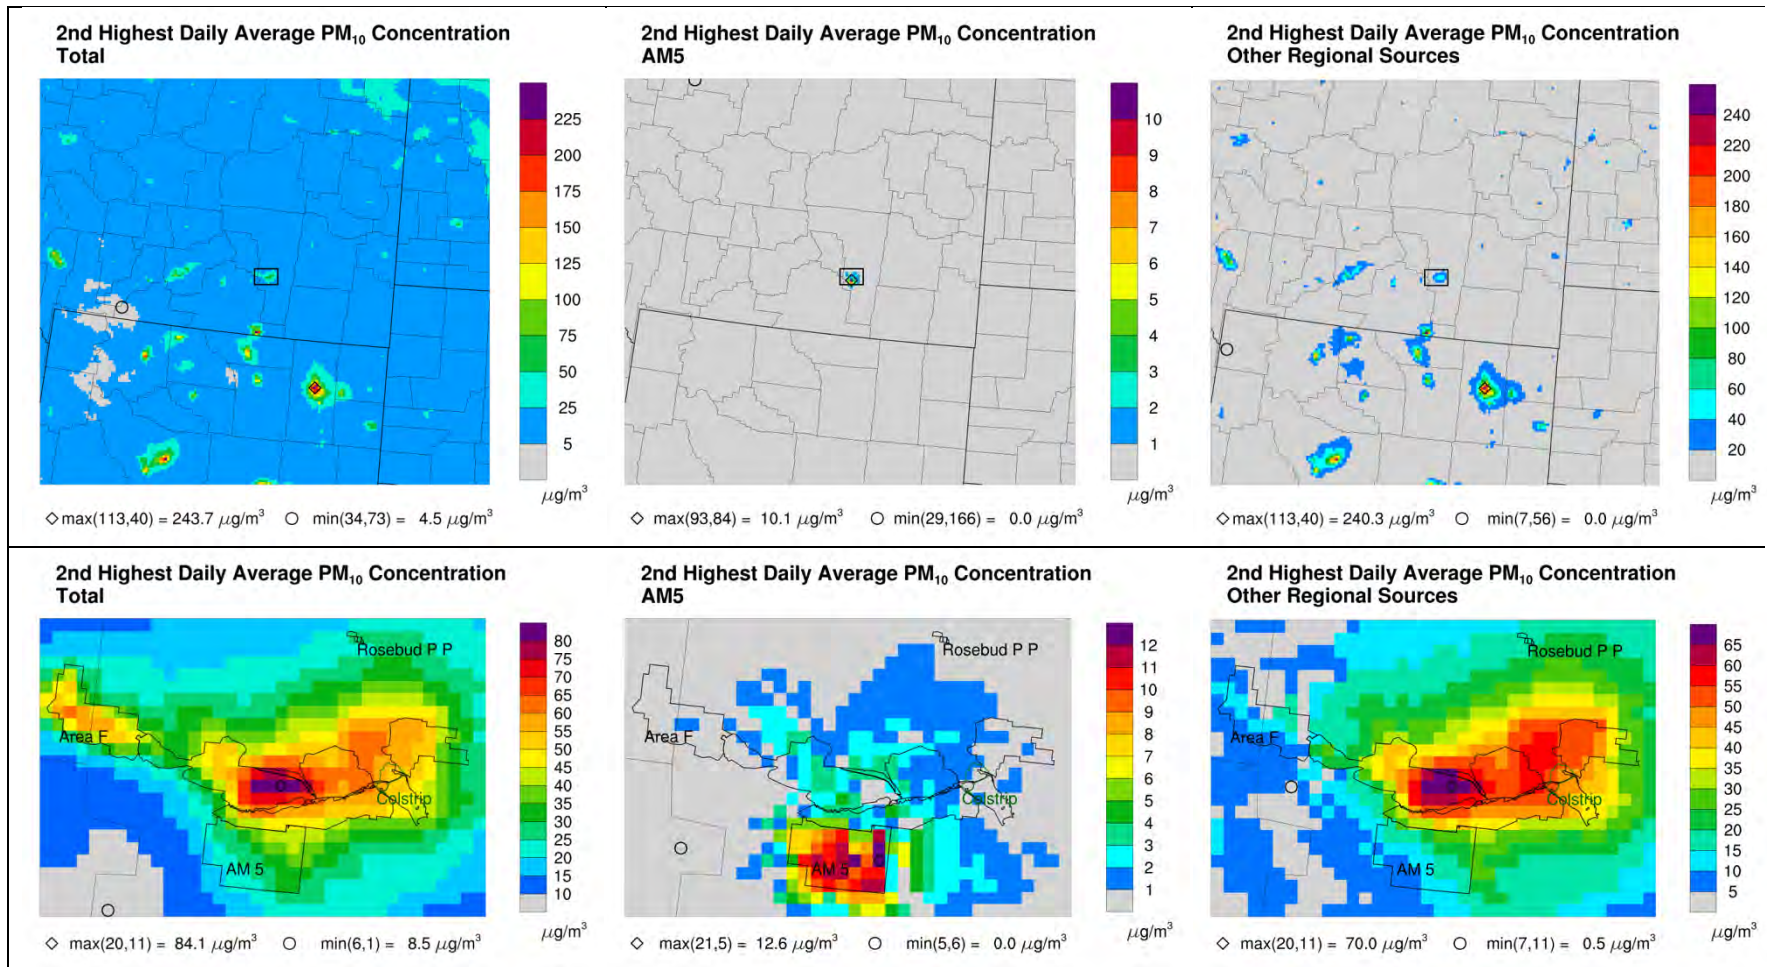 2nd Highest Daily Average PM₁₀ Concentration
Total
225
200
175
150
125
100
75
50
25
5
μg/m³
max(113,40) = 243.7 μg/m³ min(34,73) = 4.5 μg/m³
2nd Highest Daily Average PM₁₀ Concentration
AM5
10
9
8
7
6
5
4
3
2
1
μg/m³
max(93,84) = 10.1 μg/m³ min(29,166) = 0.0 μg/m³
2nd Highest Daily Average PM₁₀ Concentration
Other Regional Sources
240
220
200
180
160
140
120
100
80
60
40
20
μg/m³
max(113,40) = 240.3 μg/m³ min(7,56) = 0.0 μg/m³
2nd Highest Daily Average PM₁₀ Concentration
Total
Rosebud P P
Area F
Colstrip
AM 5
80
75
70
65
60
55
50
45
40
35
30
25
20
15
10
μg/m³
max(20,11) = 84.1 μg/m³ min(6,1) = 8.5 μg/m³
2nd Highest Daily Average PM₁₀ Concentration
AM5
Rosebud P P
Area F
Colstrip
AM 5
12
11
10
9
8
7
6
5
4
3
2
1
μg/m³
max(21,5) = 12.6 μg/m³ min(5,6) = 0.0 μg/m³
2nd Highest Daily Average PM₁₀ Concentration
Other Regional Sources
Rosebud P P
Area F
Colstrip
AM 5
65
60
55
50
45
40
35
30
25
20
15
10
5
μg/m³
max(20,11) = 70.0 μg/m³ min(7,11) = 0.5 μg/m³